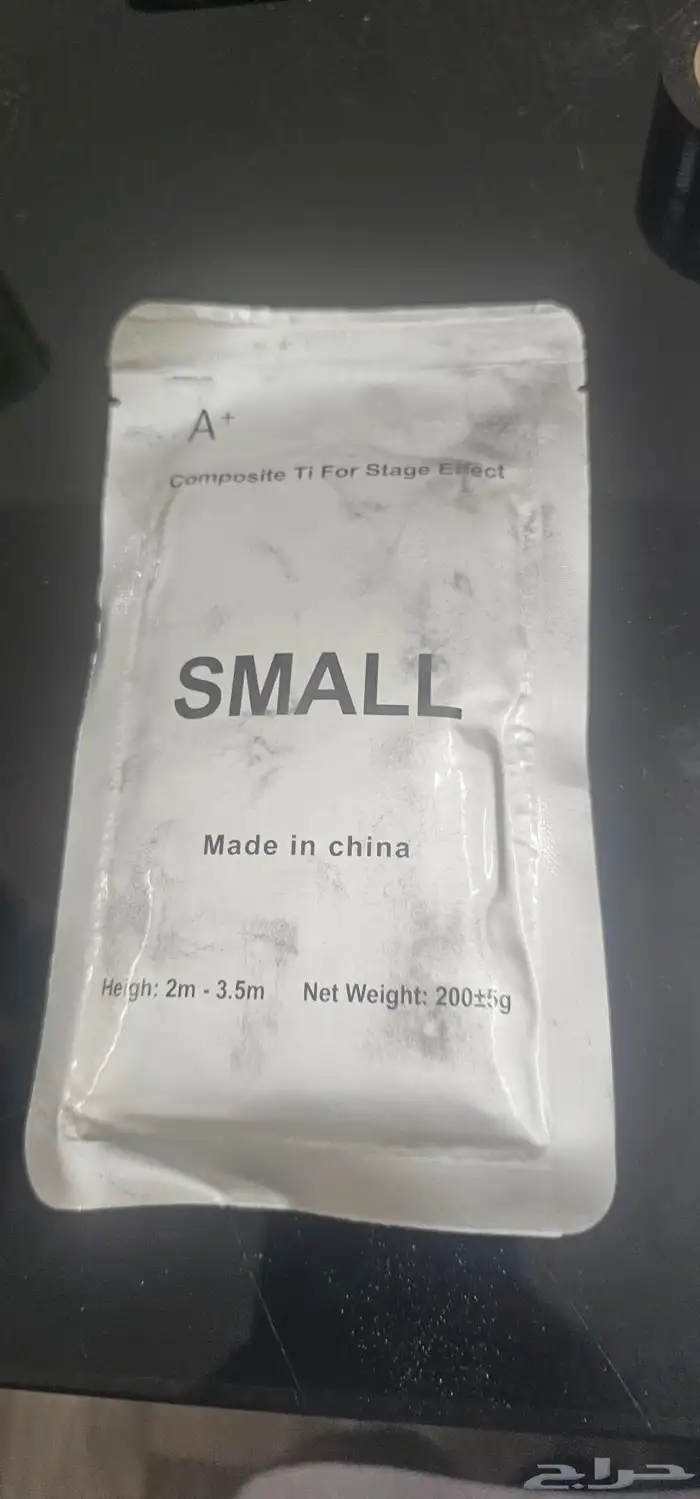 A+
Composite Ti For Stage Effect
SMALL
Made in china
Heigh: 2m - 3.5m Net Weight: 200±5g
حراج